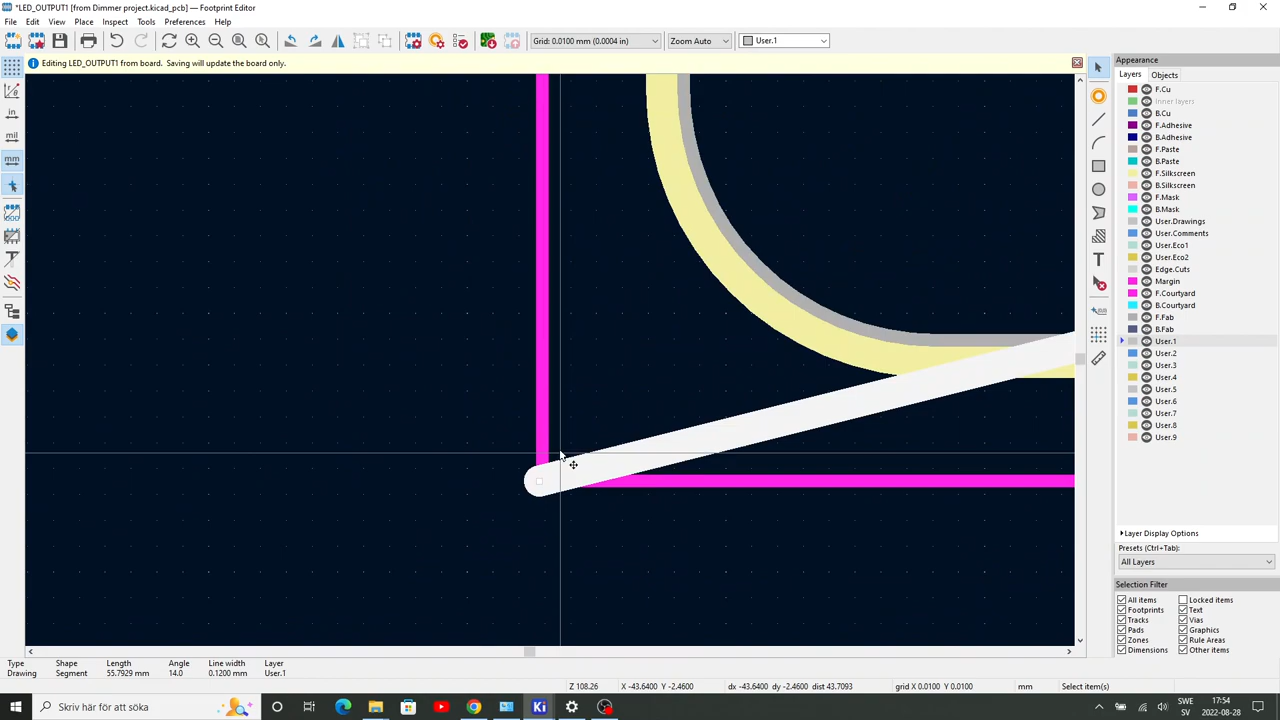 *LED_OUTPUT1 [from Dimmer project.kicad_pcb] — Footprint Editor
File Edit View Place Inspect Tools Preferences Help
Grid: 0.0100 mm (0.0004 in)
Zoom Auto
User.1
Editing LED_OUTPUT1 from board. Saving will update the board only.
Appearance
Layers Objects
F.Cu
Inner layers
B.Cu
F.Adhesive
B.Adhesive
F.Paste
B.Paste
F.Silkscreen
B.Silkscreen
F.Mask
B.Mask
User.Drawings
User.Comments
User.Eco1
User.Eco2
Edge.Cuts
Margin
F.Courtyard
B.Courtyard
F.Fab
B.Fab
User.1
User.2
User.3
User.4
User.5
User.6
User.7
User.8
User.9
Layer Display Options
Presets (Ctrl+Tab):
All Layers
Selection Filter
All items Locked items
Footprints Text
Tracks Vias
Pads Graphics
Zones Rule Areas
Dimensions Other items
in
mil
mm
Type Shape Length Angle Line width Layer
Drawing Segment 55.7929 mm 14.0 0.1200 mm User.1
Z 108.26 X -43.6400 Y -2.4600 dx -43.6400 dy -2.4600 dist 43.7093 grid X 0.0100 Y 0.0100 mm Select item(s)
Skriv här för att söka
Ki
SWE
SV
17:54
2022-08-28